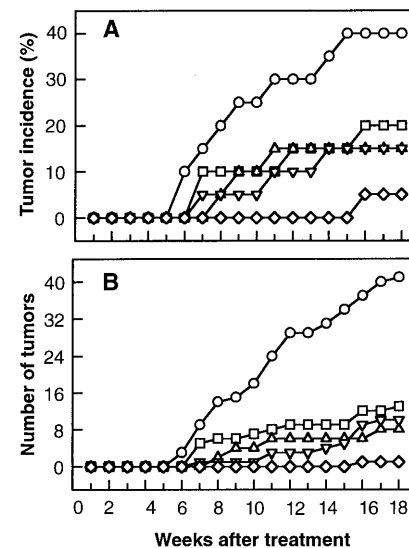 A
40
30
20
10
0
Tumor incidence (%)
B
40
32
24
16
8
0
Number of tumors
0 2 4 6 8 10 12 14 16 18
Weeks after treatment